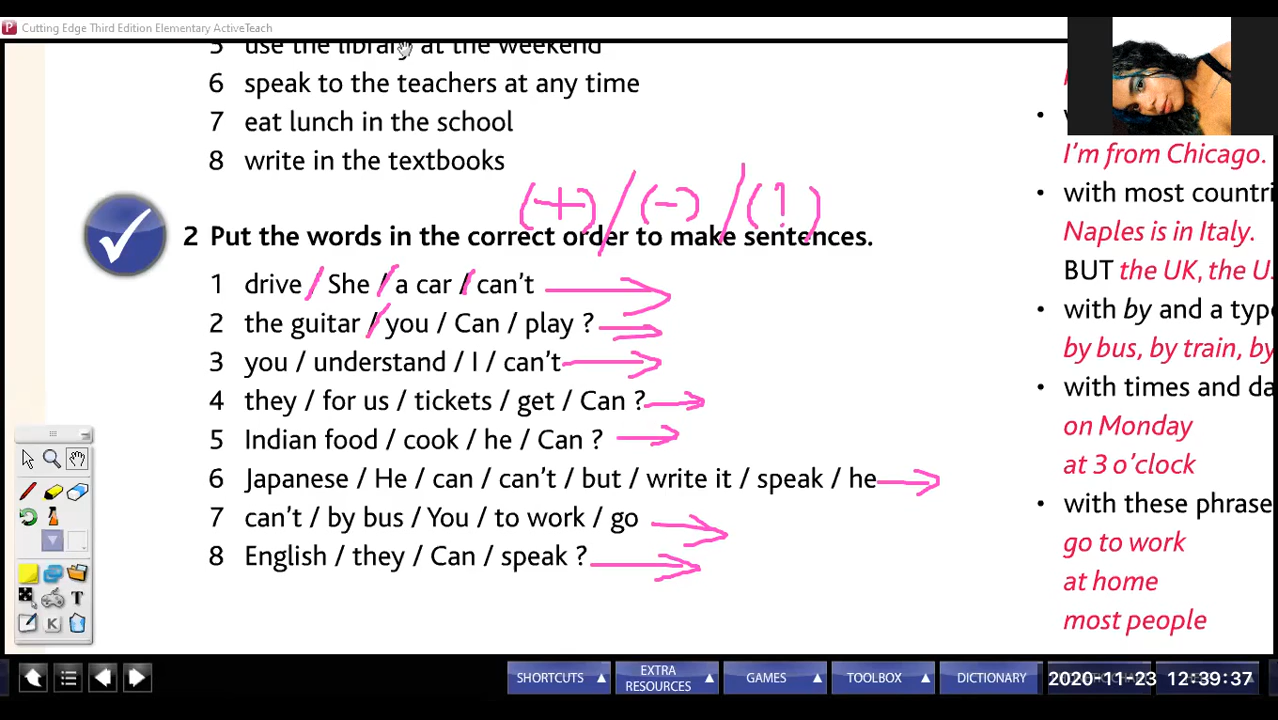 Cutting Edge Third Edition Elementary ActiveTeach
5 use the library at the weekend
6 speak to the teachers at any time
7 eat lunch in the school
8 write in the textbooks
(+) / (-) / (?)
2 Put the words in the correct order to make sentences.
1 drive / She / a car / can't
2 the guitar / you / Can / play ?
3 you / understand / I / can't
4 they / for us / tickets / get / Can ?
5 Indian food / cook / he / Can ?
6 Japanese / He / can / can't / but / write it / speak / he
7 can't / by bus / You / to work / go
8 English / they / Can / speak ?
I'm from Chicago.
• with most countri
Naples is in Italy.
BUT the UK, the U.
• with by and a type
by bus, by train, by
• with times and da
on Monday
at 3 o'clock
• with these phrase
go to work
at home
most people
T
K
SHORTCUTS
EXTRA RESOURCES
GAMES
TOOLBOX
DICTIONARY
2020-11-23 12:39:37